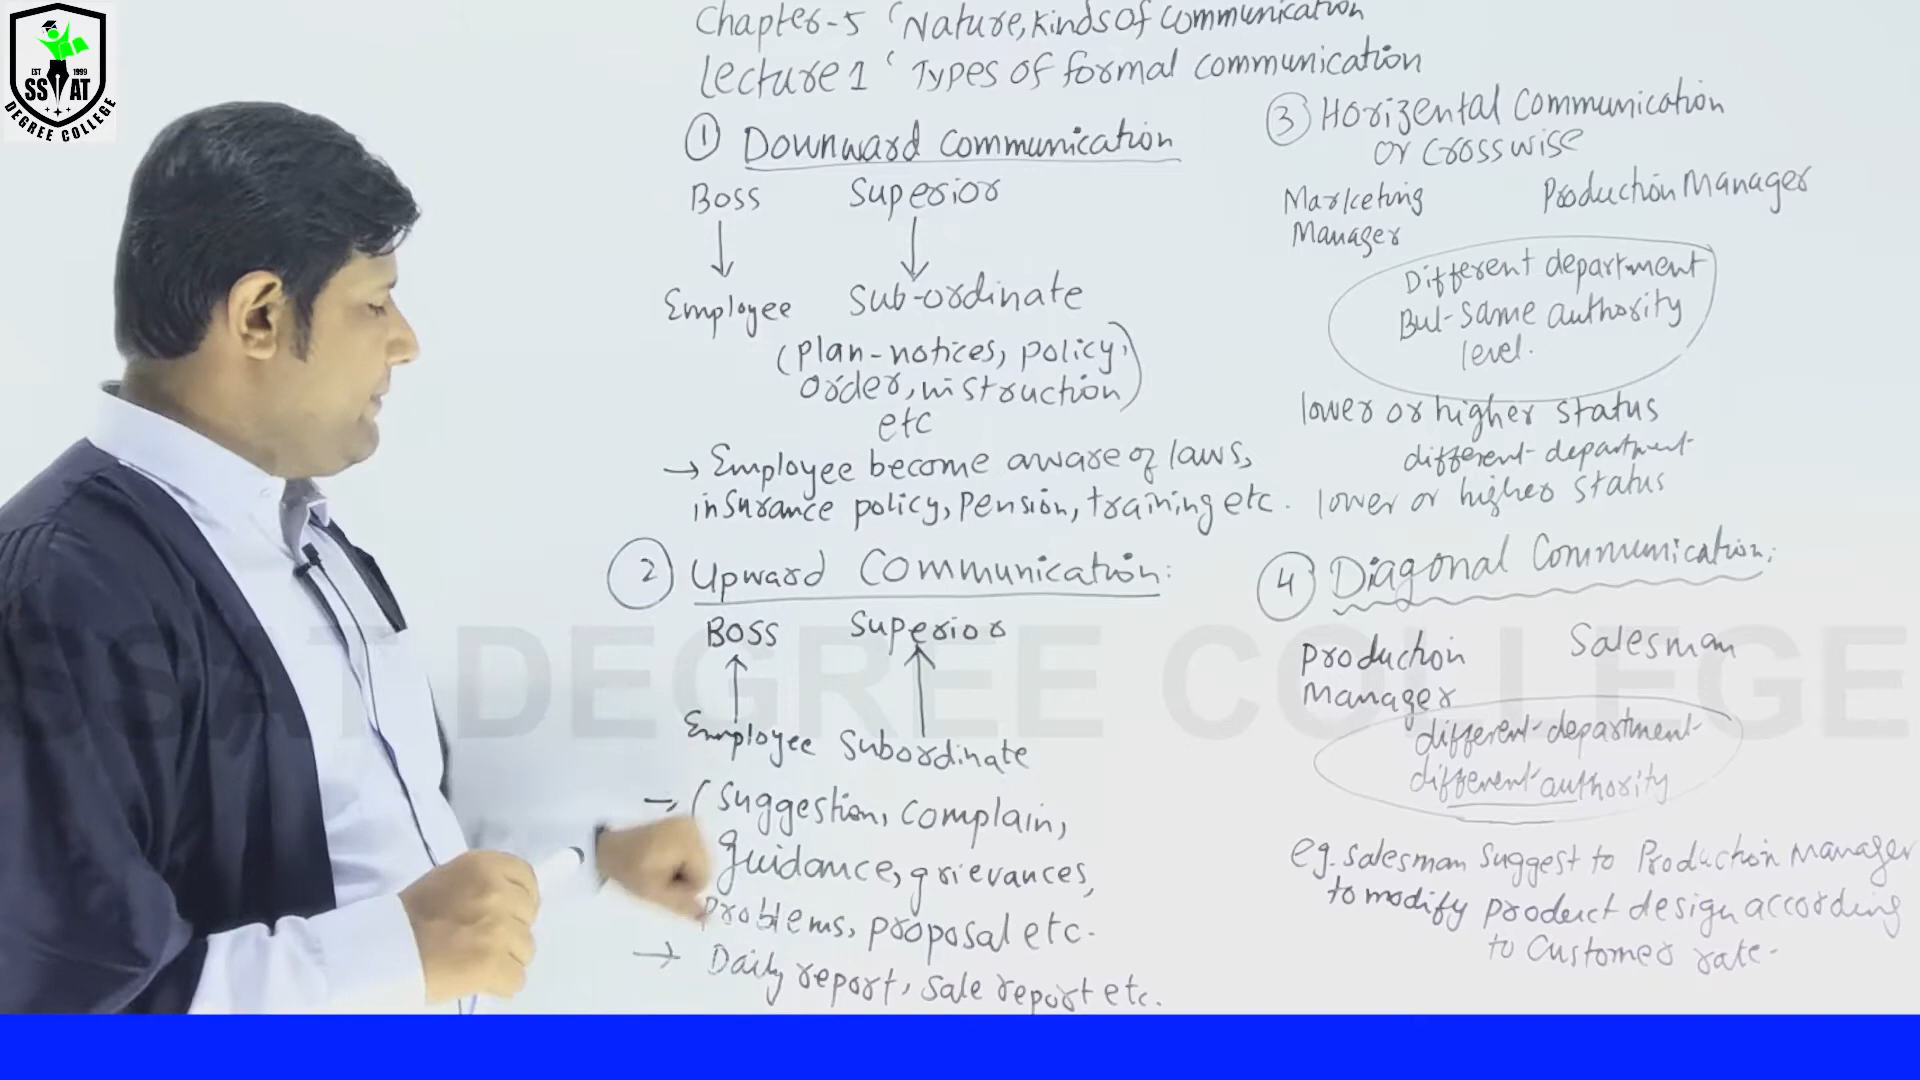 EST 1999
SSAT
DEGREE COLLEGE
Chapter-5 ‘Nature, Kinds of Communication
Lecture 1 ‘Types of formal communication
① Downward communication
Boss Superior
Employee Sub-ordinate
(Plan-notices, policy,
order, instruction)
etc
→ Employee become aware of laws,
insurance policy, Pension, training etc.
② Upward Communication:
Boss Superior
Employee Subordinate
→ (Suggestion, Complain,
guidance, grievances,
Problems, proposal etc.
→ Daily report, Sale report etc.
③ Horizental Communication
or Crosswise
Marketing Production Manager
Manager
Different department
But-same authority
level.
lower or higher status
different-department
lower or higher status
④ Diagonal Communication:
Production Salesman
Manager
different-department
different authority
eg. Salesman Suggest to Production Manager
to modify product design according
to Customer rate.
SSAT DEGREE COLLEGE